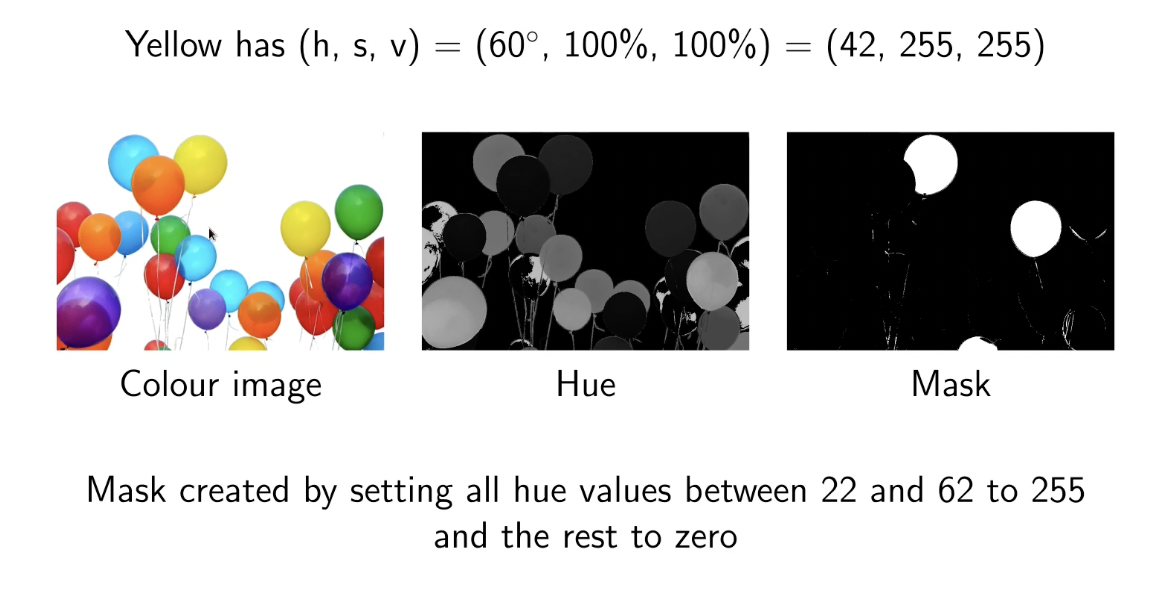 Yellow has (h, s, v) = (60°, 100%, 100%) = (42, 255, 255)
Colour image
Hue
Mask
Mask created by setting all hue values between 22 and 62 to 255
and the rest to zero